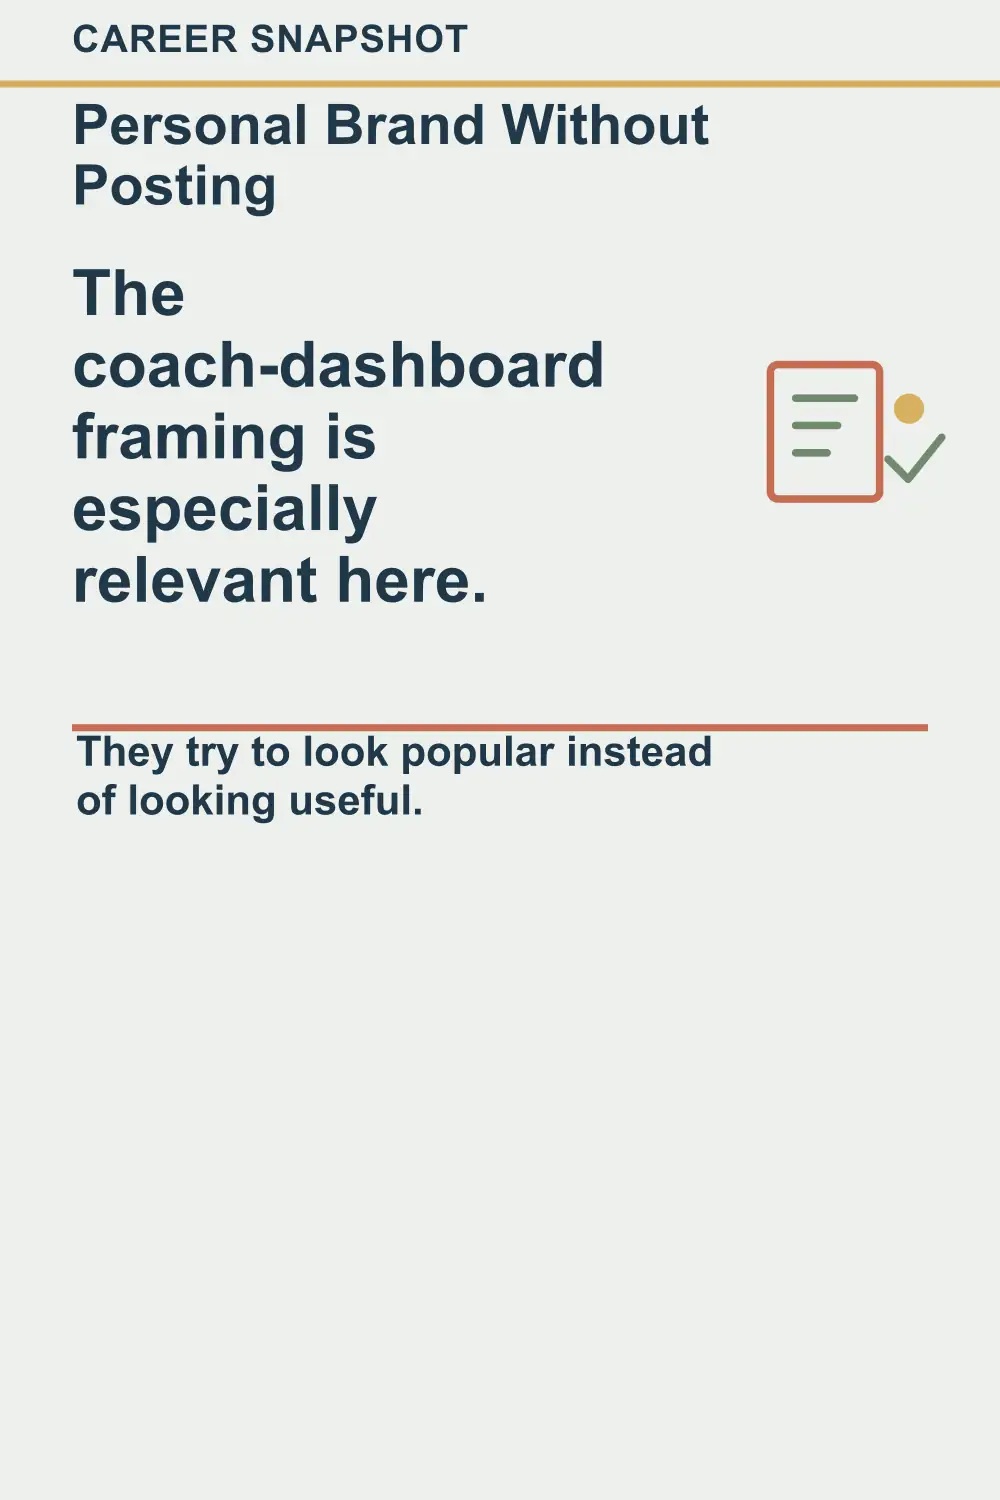 CAREER SNAPSHOT
Personal Brand Without
Posting
The
coach-dashboard
framing is
especially
relevant here.
They try to look popular instead
of looking useful.